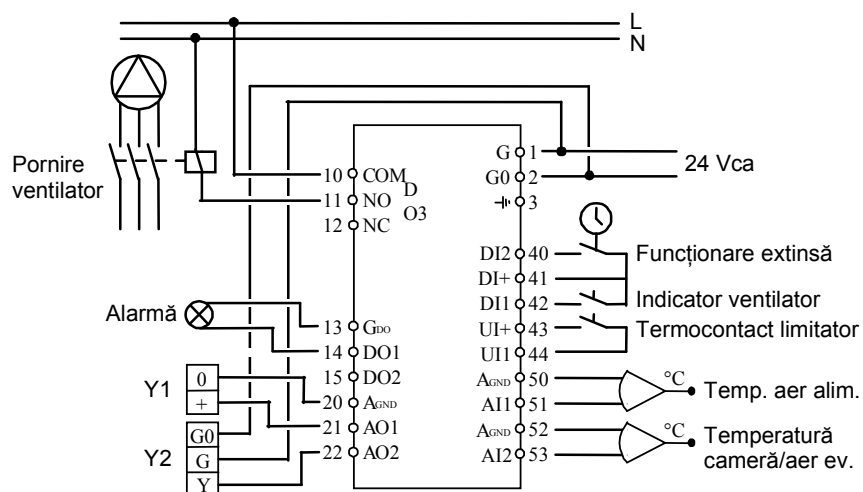 L
N
Pornire
ventilator
10 COM
D
11 NO
O3
12 NC
G 1
G0 2
24 Vca
3
DI2 40
Funcționare extinsă
DI+ 41
DI1 42
Indicator ventilator
UI+ 43
Termocontact limitator
UI1 44
Alarmă
13 GDO
14 DO1
15 DO2
20 AGND
21 AO1
22 AO2
AGND 50
°C
Temp. aer alim.
AI1 51
AGND 52
°C
Temperatură
cameră/aer ev.
AI2 53
Y1
0
+
Y2
G0
G
Y